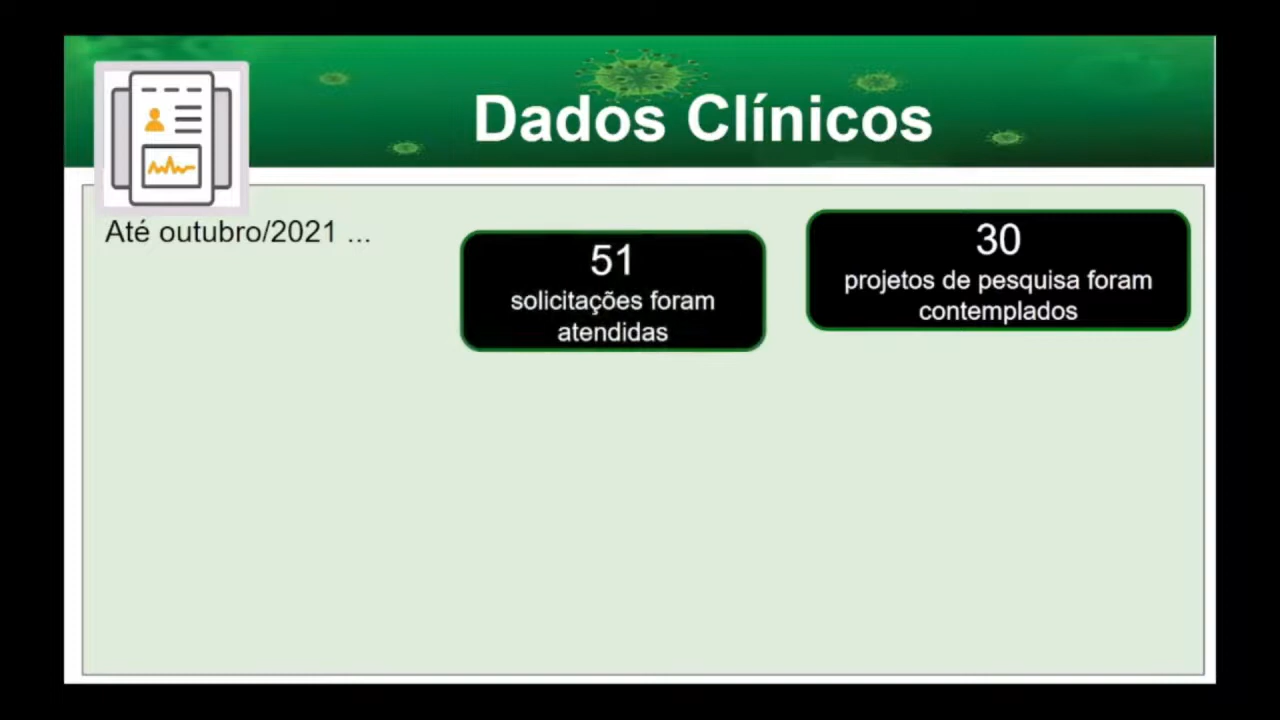 Dados Clínicos
Até outubro/2021 ...
51
solicitações foram
atendidas
30
projetos de pesquisa foram
contemplados